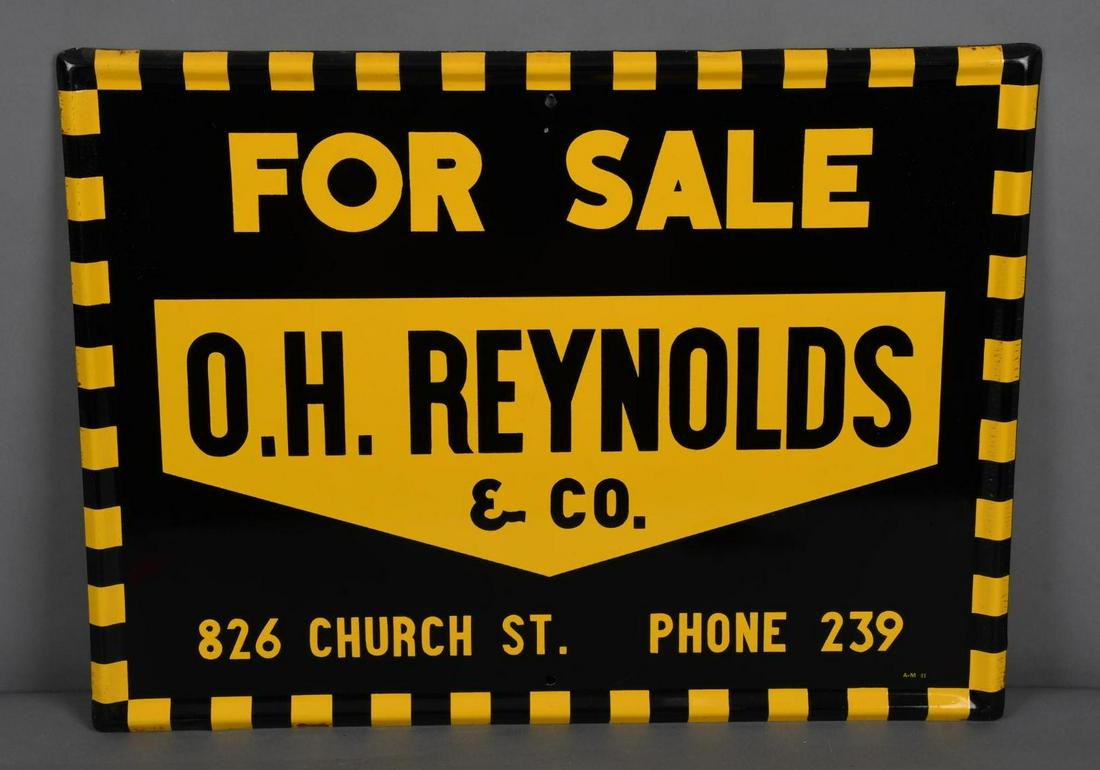 FOR SALE
O.H. REYNOLDS
& CO.
826 CHURCH ST. PHONE 239
A-M